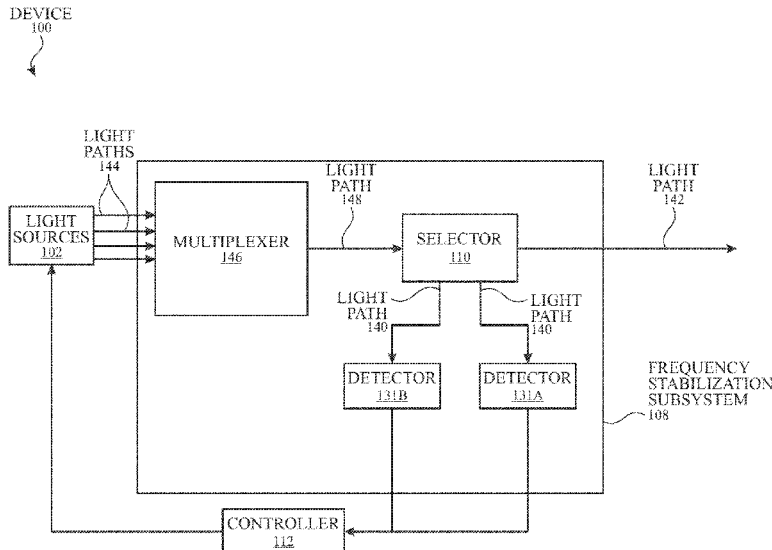 DEVICE
100
LIGHT
PATHS
144
LIGHT
SOURCES
102
MULTIPLEXER
146
LIGHT
PATH
148
SELECTOR
110
LIGHT
PATH
142
LIGHT
PATH
140
LIGHT
PATH
140
DETECTOR
131B
DETECTOR
131A
FREQUENCY
STABILIZATION
SUBSYSTEM
108
CONTROLLER
112